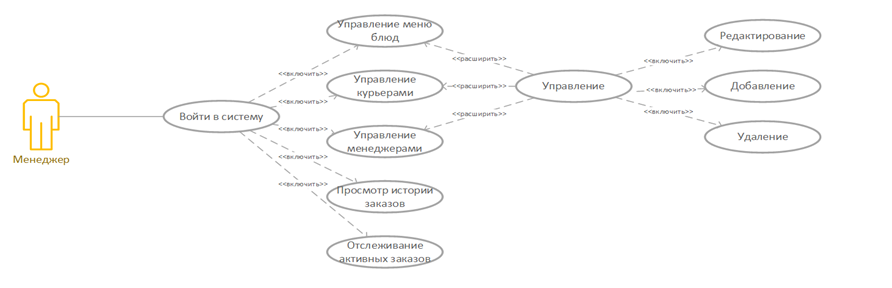 Управление меню
блюд
<<расширить>>
Редактирование
<<включить>>
<<включить>>
Управление
курьерами
<<включить>>
<<расширить>>
Управление
<<включить>>
Добавление
Войти в систему
<<включить>>
<<расширить>>
<<включить>>
Управление
менеджерами
Удаление
Менеджер
<<включить>>
<<включить>>
Просмотр истории
заказов
Отслеживание
активных заказов